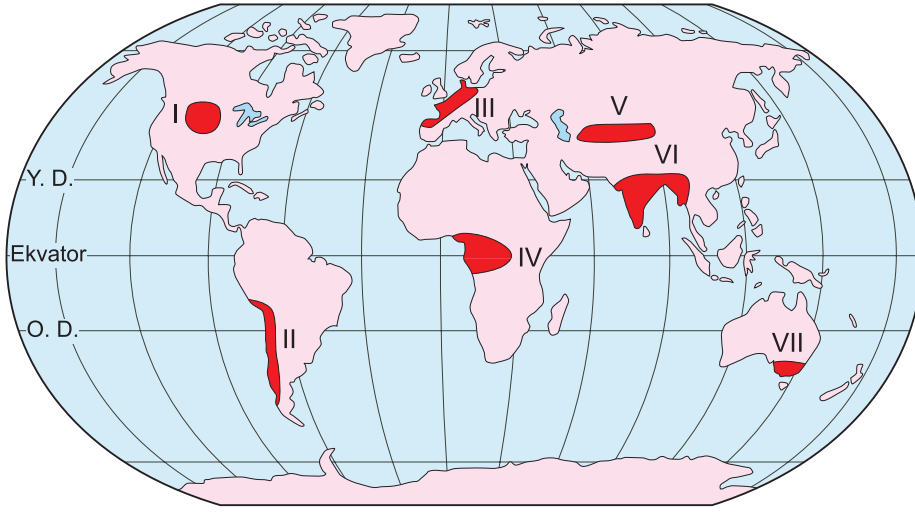 I
III
V
VI
Y. D.
Ekvator
IV
O. D.
II
VII